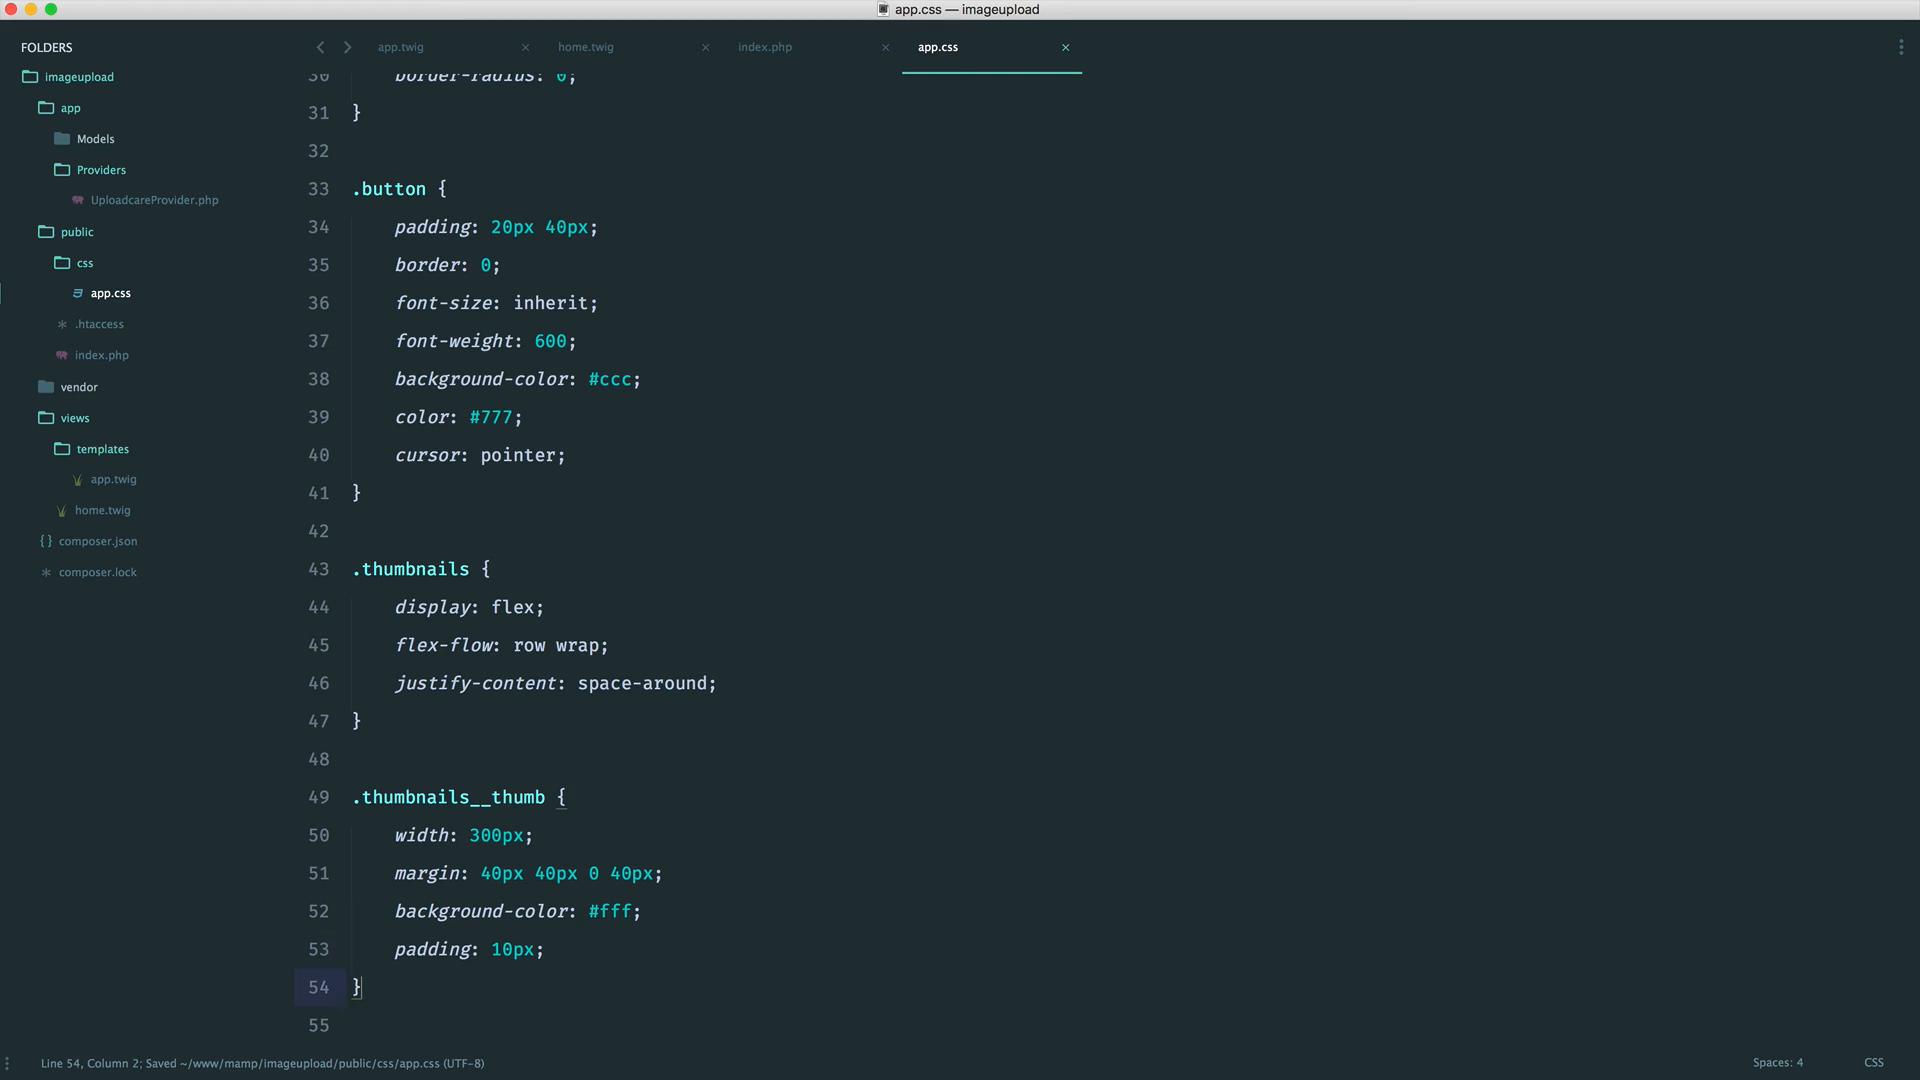 app.css — imageupload
FOLDERS
imageupload
app
Models
Providers
UploadcareProvider.php
public
css
app.css
.htaccess
index.php
vendor
views
templates
app.twig
home.twig
composer.json
composer.lock
app.twig × home.twig × index.php × app.css ×
30 border-radius: 0;
31 }
32
33 .button {
34 padding: 20px 40px;
35 border: 0;
36 font-size: inherit;
37 font-weight: 600;
38 background-color: #ccc;
39 color: #777;
40 cursor: pointer;
41 }
42
43 .thumbnails {
44 display: flex;
45 flex-flow: row wrap;
46 justify-content: space-around;
47 }
48
49 .thumbnails__thumb {
50 width: 300px;
51 margin: 40px 40px 0 40px;
52 background-color: #fff;
53 padding: 10px;
54 }
55
Line 54, Column 2; Saved ~/www/mamp/imageupload/public/css/app.css (UTF-8) Spaces: 4 CSS